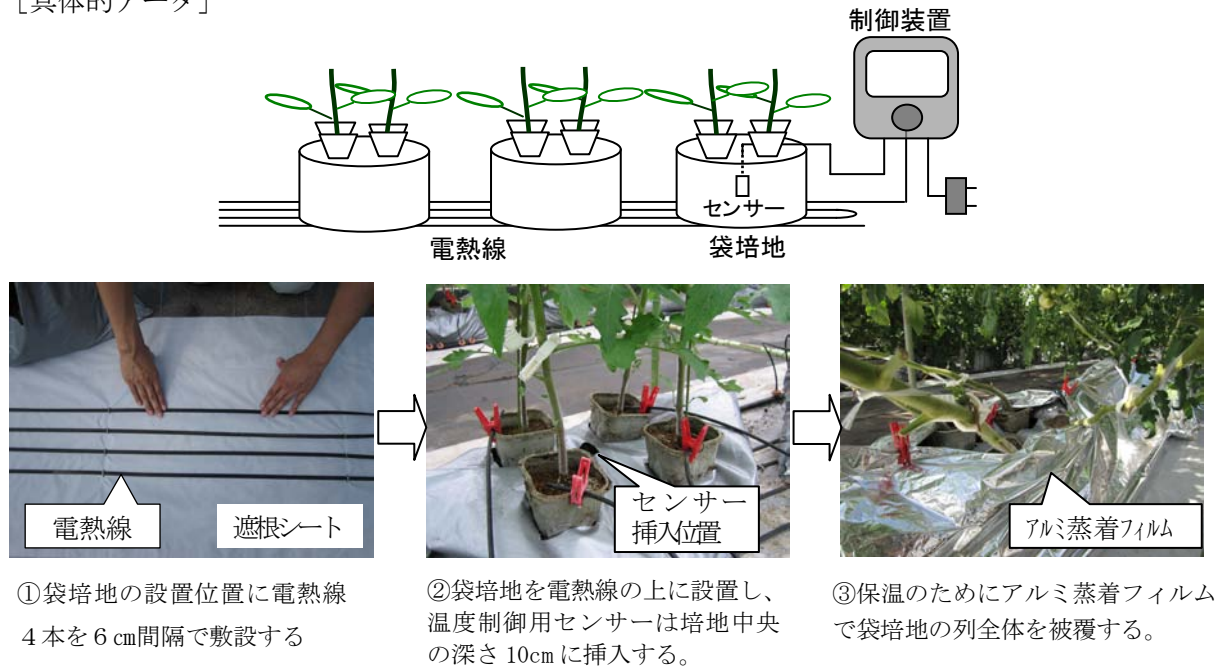 ［具体的データ］
制御装置
センサー
電熱線
袋培地
電熱線
遮根シート
センサー
挿入位置
アルミ蒸着フィルム
①袋培地の設置位置に電熱線
４本を６㎝間隔で敷設する
②袋培地を電熱線の上に設置し、
温度制御用センサーは培地中央
の深さ 10cm に挿入する。
③保温のためにアルミ蒸着フィルム
で袋培地の列全体を被覆する。